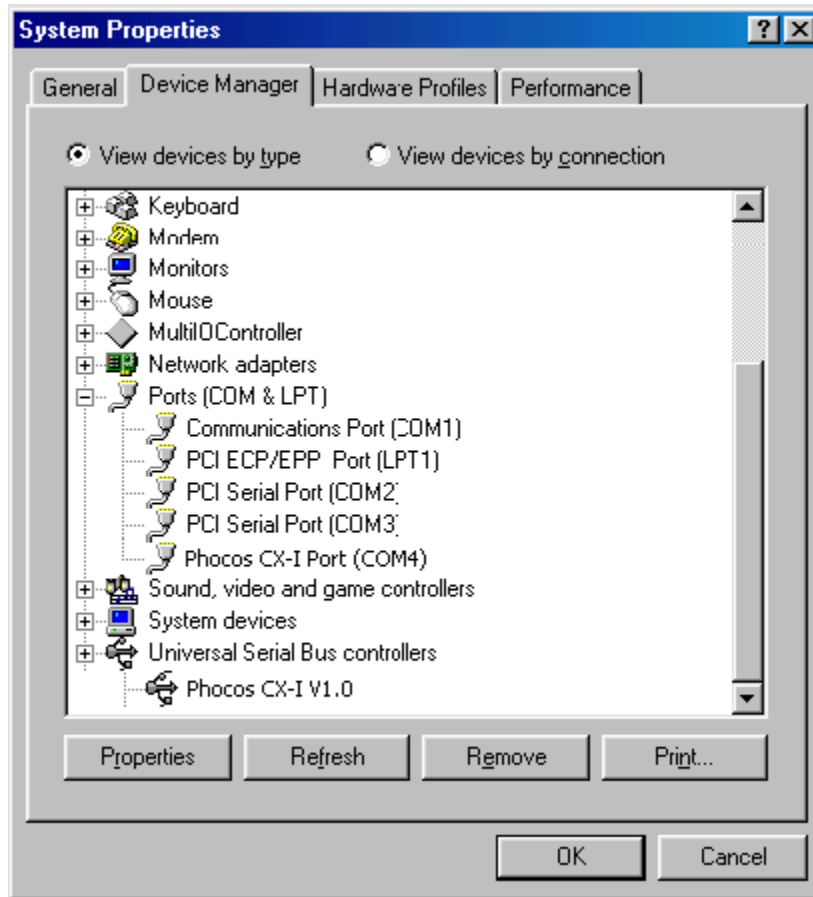 System Properties
General Device Manager Hardware Profiles Performance
View devices by type View devices by connection
Keyboard
Modem
Monitors
Mouse
MultiIOController
Network adapters
Ports (COM & LPT)
Communications Port (COM1)
PCI ECP/EPP Port (LPT1)
PCI Serial Port (COM2)
PCI Serial Port (COM3)
Phocos CX-I Port (COM4)
Sound, video and game controllers
System devices
Universal Serial Bus controllers
Phocos CX-I V1.0
Properties Refresh Remove Print...
OK Cancel